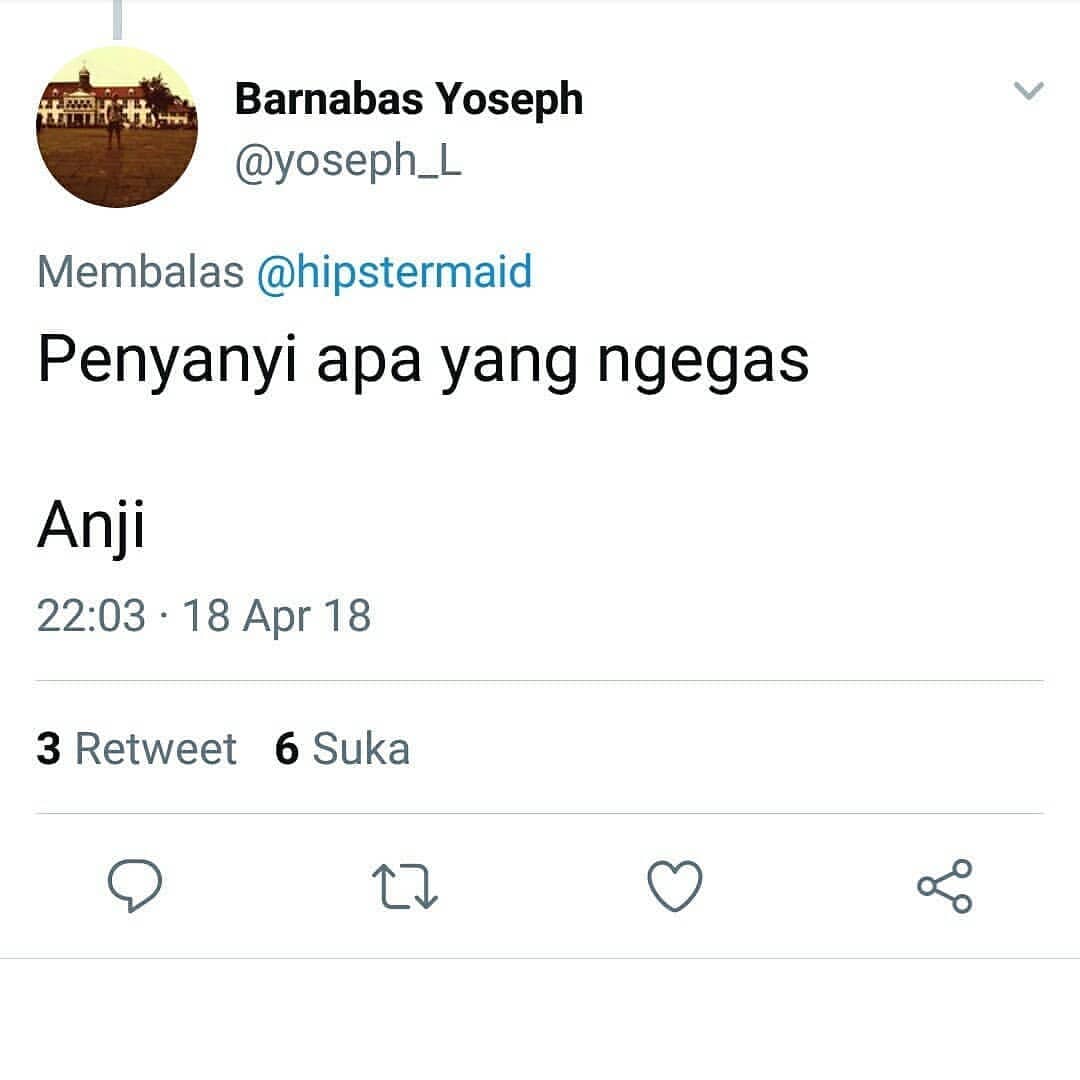 Barnabas Yoseph
@yoseph_L
Membalas @hipstermaid
Penyanyi apa yang ngegas
Anji
22:03 · 18 Apr 18
3 Retweet 6 Suka